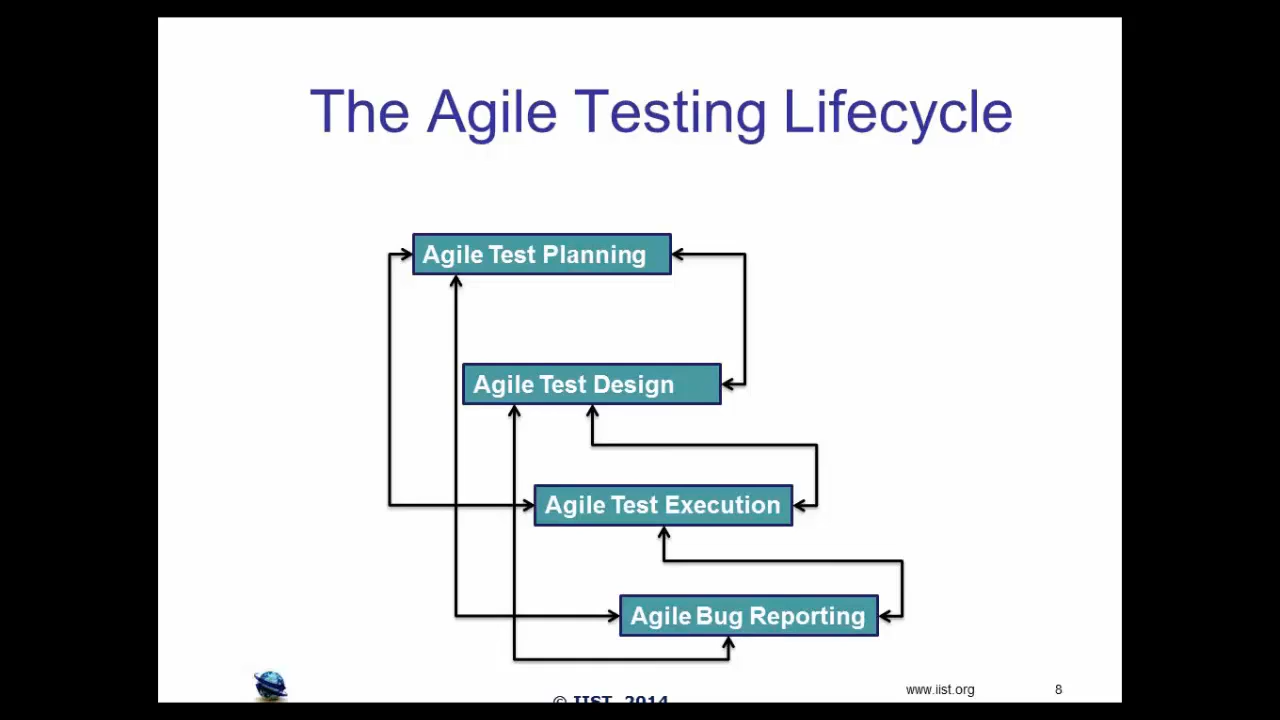 The Agile Testing Lifecycle
Agile Test Planning
Agile Test Design
Agile Test Execution
Agile Bug Reporting
© IIST, 2014
www.iist.org
8